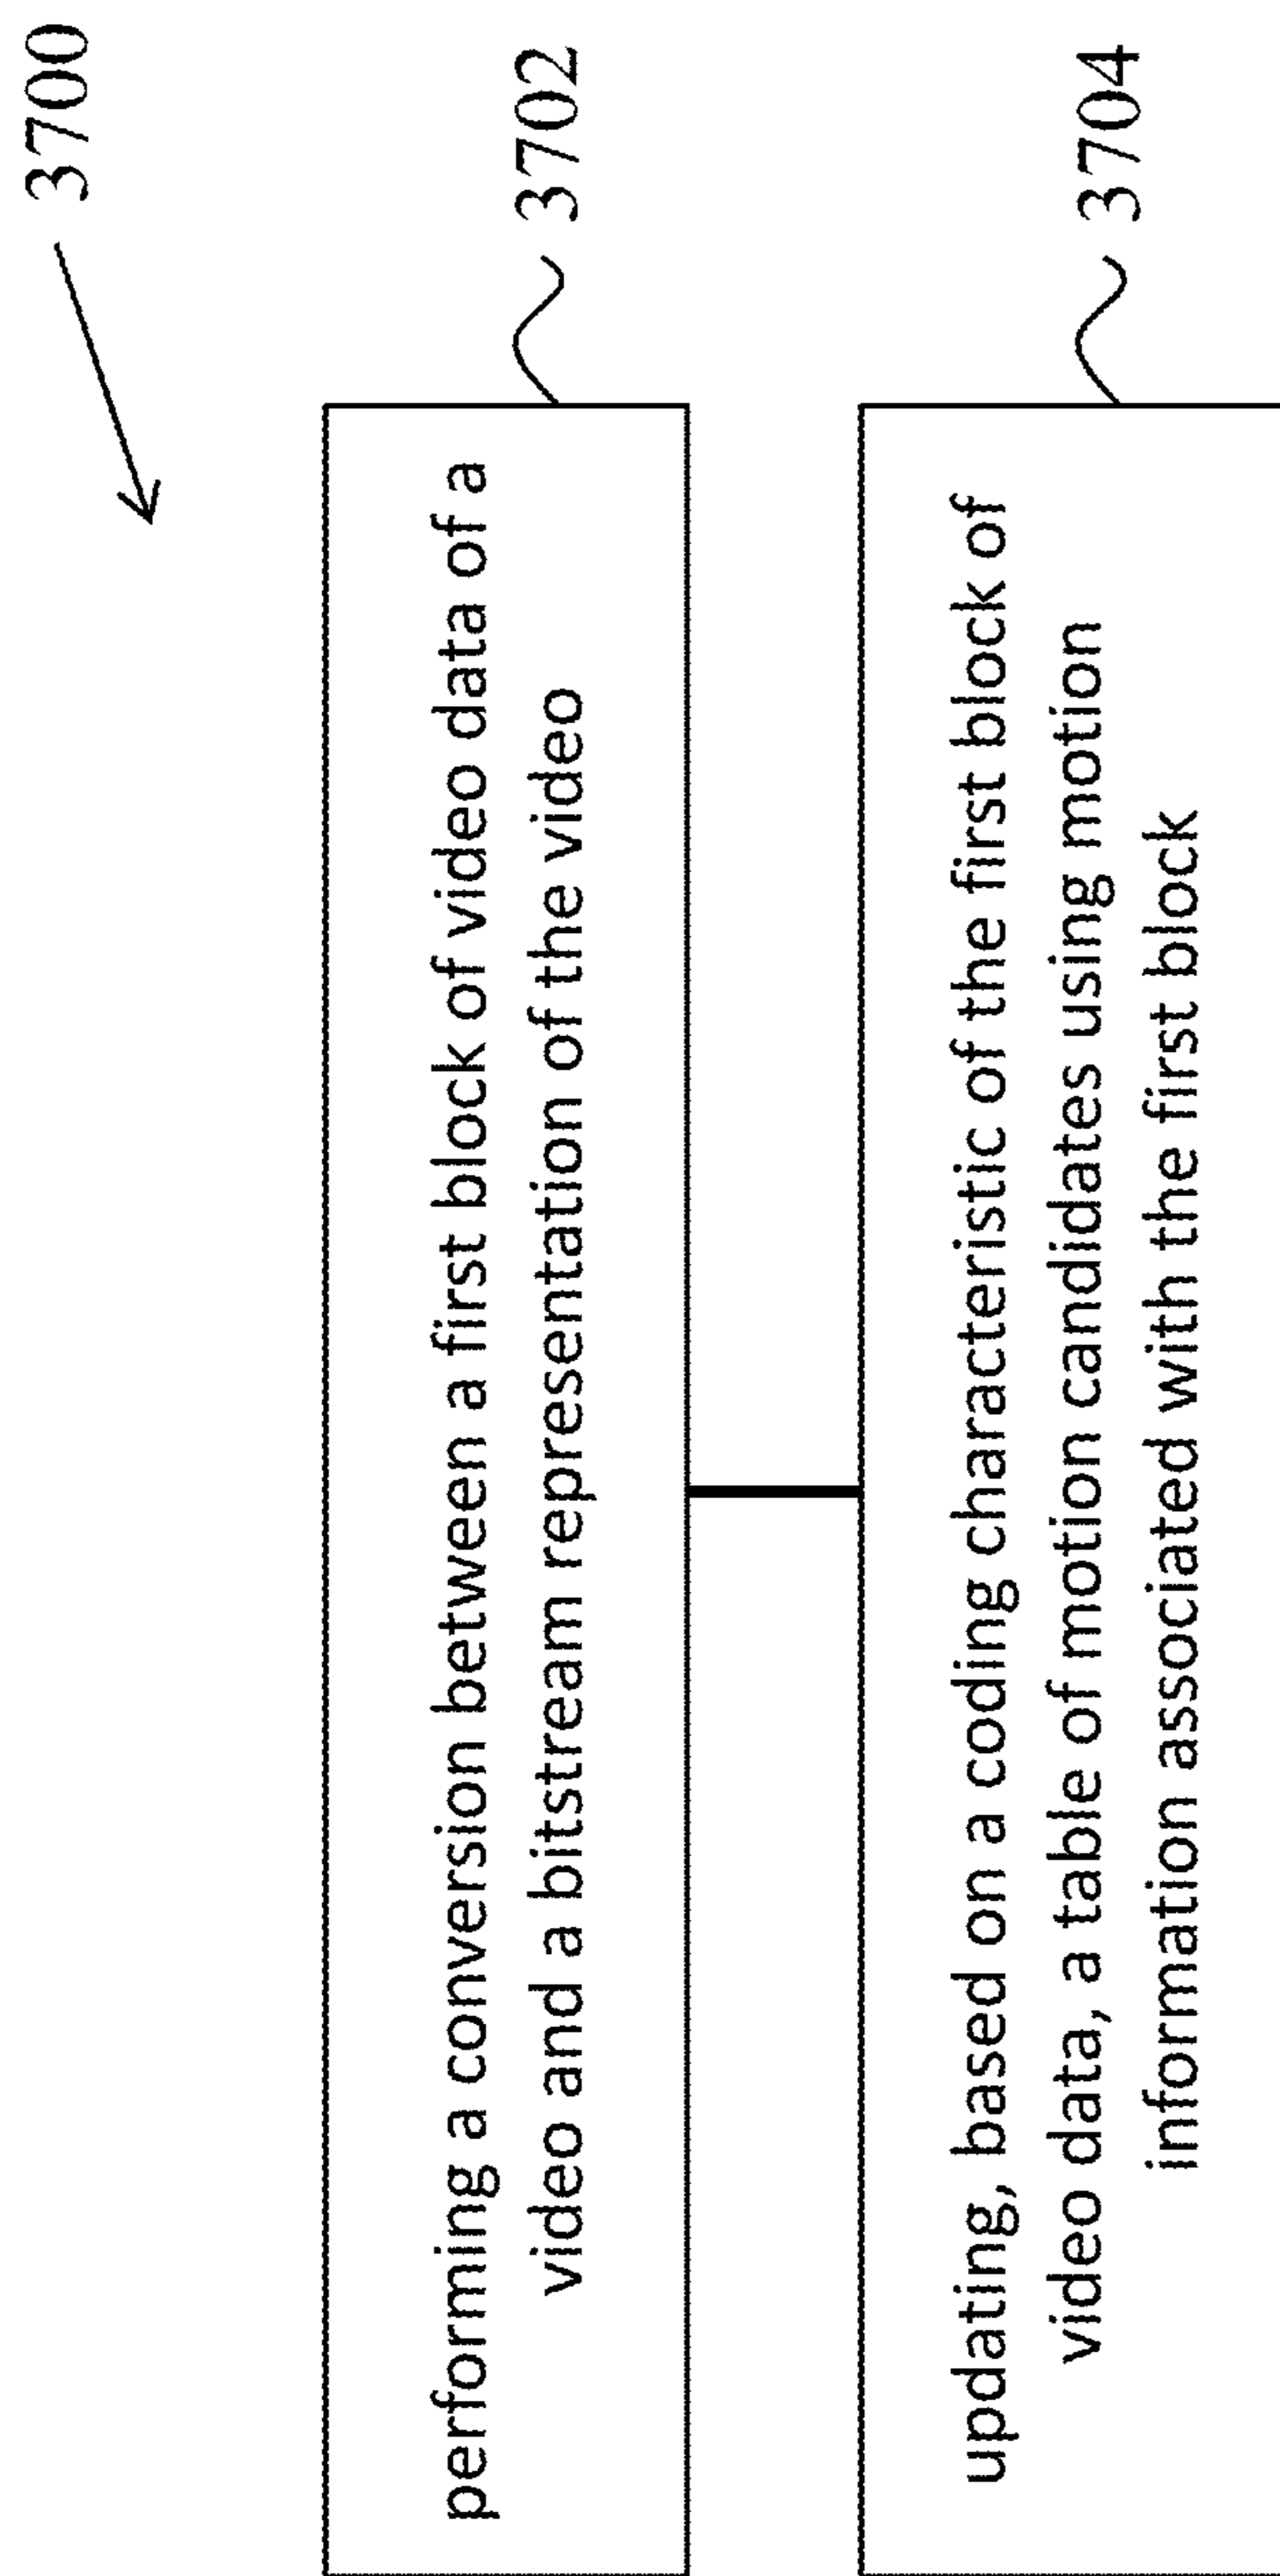 3700
performing a conversion between a first block of video data of a
video and a bitstream representation of the video
3702
updating, based on a coding characteristic of the first block of
video data, a table of motion candidates using motion
information associated with the first block
3704